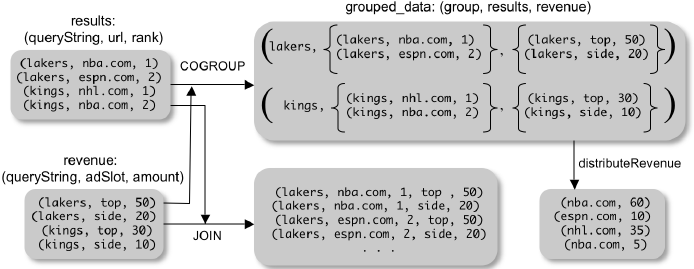 results:
(queryString, url, rank)
(lakers, nba.com, 1)
(lakers, espn.com, 2)
(kings, nhl.com, 1)
(kings, nba.com, 2)
COGROUP
grouped_data: (group, results, revenue)
( lakers, { (lakers, nba.com, 1) , { (lakers, top, 50) } )
(lakers, espn.com, 2) (lakers, side, 20)
( kings, { (kings, nhl.com, 1) , { (kings, top, 30) } )
(kings, nba.com, 2) (kings, side, 10)
revenue:
(queryString, adSlot, amount)
(lakers, top, 50)
(lakers, side, 20)
(kings, top, 30)
(kings, side, 10)
JOIN
(lakers, nba.com, 1, top , 50)
(lakers, nba.com, 1, side, 20)
(lakers, espn.com, 2, top, 50)
(lakers, espn.com, 2, side, 20)
. . .
distributeRevenue
(nba.com, 60)
(espn.com, 10)
(nhl.com, 35)
(nba.com, 5)